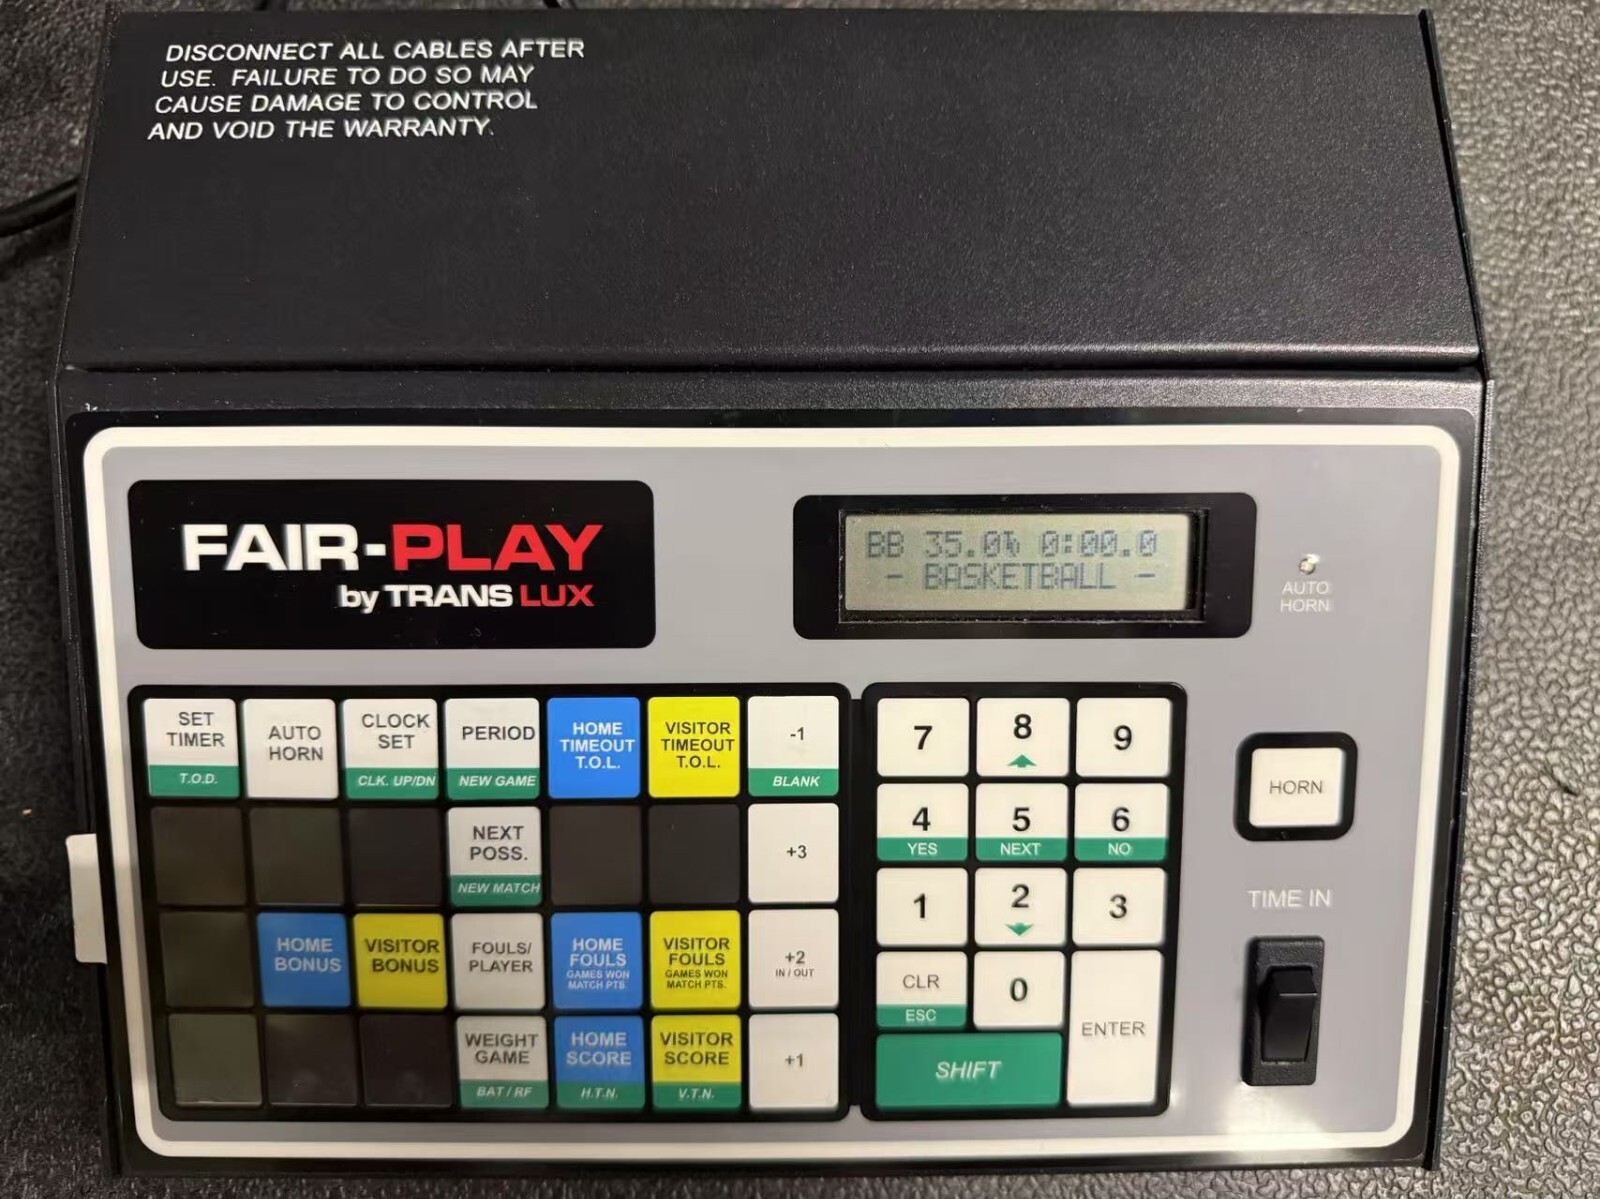 DISCONNECT ALL CABLES AFTER
USE. FAILURE TO DO SO MAY
CAUSE DAMAGE TO CONTROL
AND VOID THE WARRANTY.
FAIR-PLAY
by TRANS LUX
BB 35.0% 0:00.0
- BASKETBALL -
AUTO
HORN
SET
TIMER
T.O.D.
AUTO
HORN
CLOCK
SET
CLK. UP/DN
PERIOD
NEW GAME
HOME
TIMEOUT
T.O.L.
VISITOR
TIMEOUT
T.O.L.
-1
BLANK
NEXT
POSS.
NEW MATCH
+3
HOME
BONUS
VISITOR
BONUS
FOULS/
PLAYER
HOME
FOULS
GAMES WON
MATCH PTS.
VISITOR
FOULS
GAMES WON
MATCH PTS.
+2
IN / OUT
WEIGHT
GAME
BAT / RF
HOME
SCORE
H.T.N.
VISITOR
SCORE
V.T.N.
+1
7
8
9
4
YES
5
NEXT
6
NO
1
2
3
CLR
ESC
0
ENTER
SHIFT
HORN
TIME IN